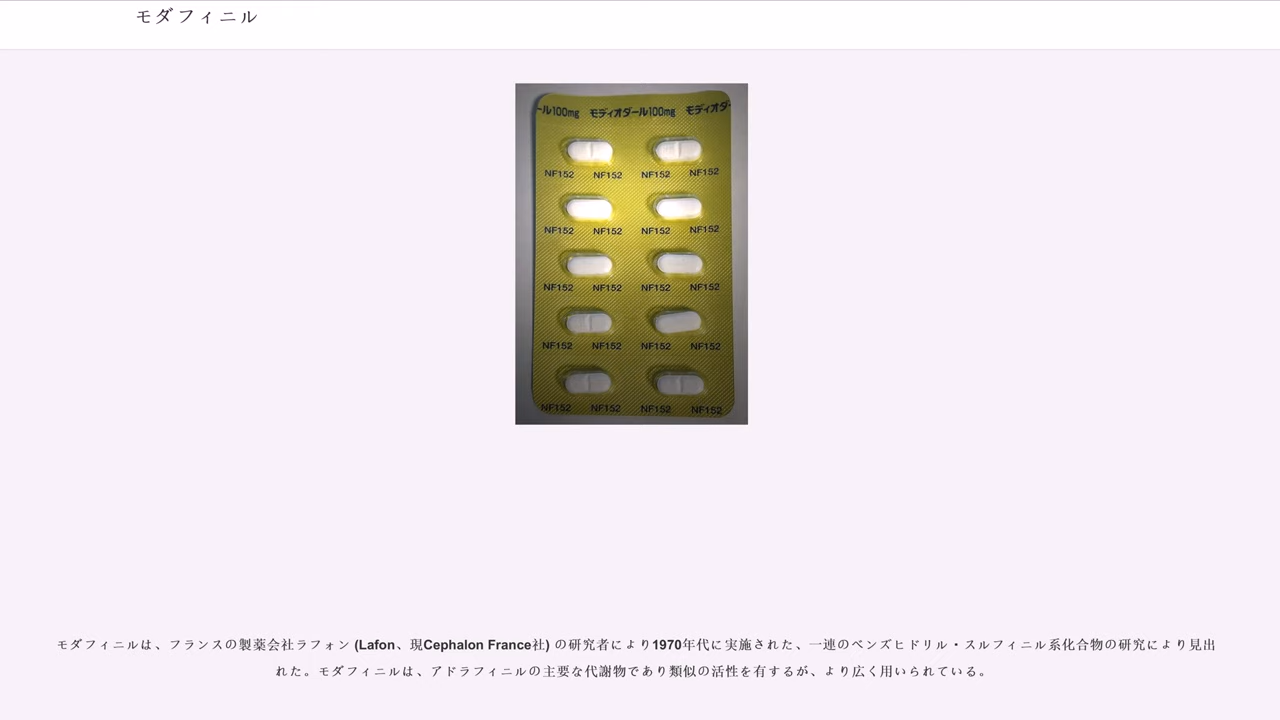 モダフィニル
ール100mg モディオダール100mg モディオダ
NF152 NF152 NF152 NF152
NF152 NF152 NF152 NF152
NF152 NF152 NF152 NF152
NF152 NF152 NF152 NF152
NF152 NF152 NF152 NF152
モダフィニルは、フランスの製薬会社ラフォン (Lafon、現Cephalon France社) の研究者により1970年代に実施された、一連のベンズヒドリル・スルフィニル系化合物の研究により見出
れた。モダフィニルは、アドラフィニルの主要な代謝物であり類似の活性を有するが、より広く用いられている。